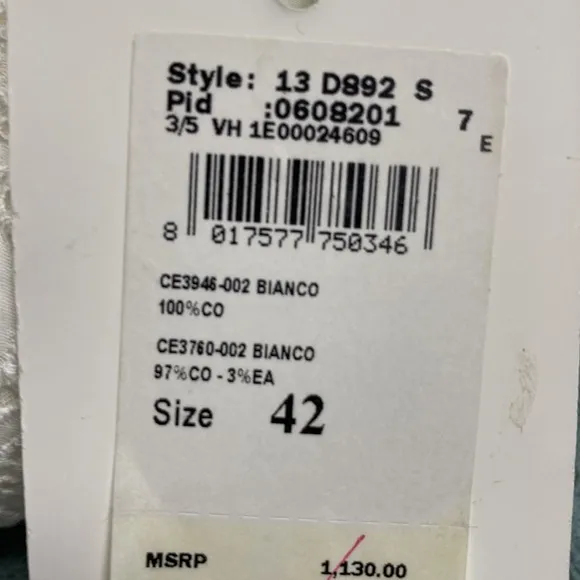 Style: 13 D892 S
Pid :0608201 7
3/5 VH 1E00024609 E
8 017577 750346
CE3946-002 BIANCO
100%CO
CE3760-002 BIANCO
97%CO - 3%EA
Size 42
MSRP 1,130.00